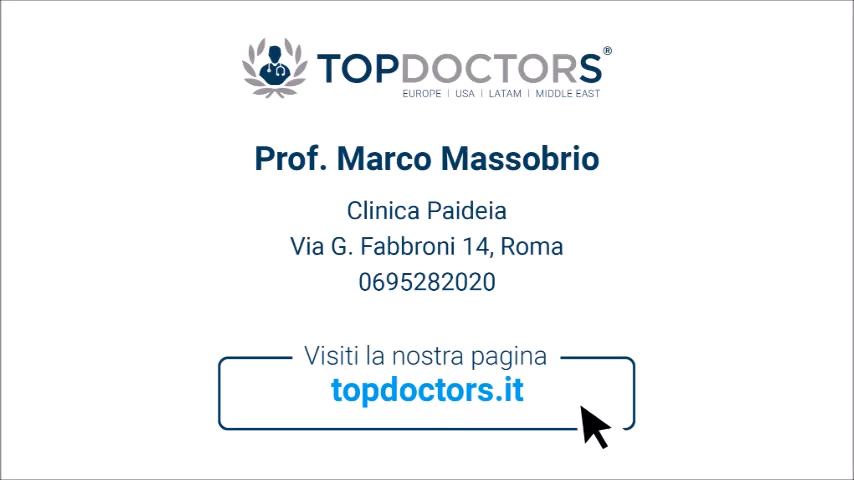 TOPDOCTORS®
EUROPE | USA | LATAM | MIDDLE EAST
Prof. Marco Massobrio
Clinica Paideia
Via G. Fabbroni 14, Roma
0695282020
Visiti la nostra pagina
topdoctors.it